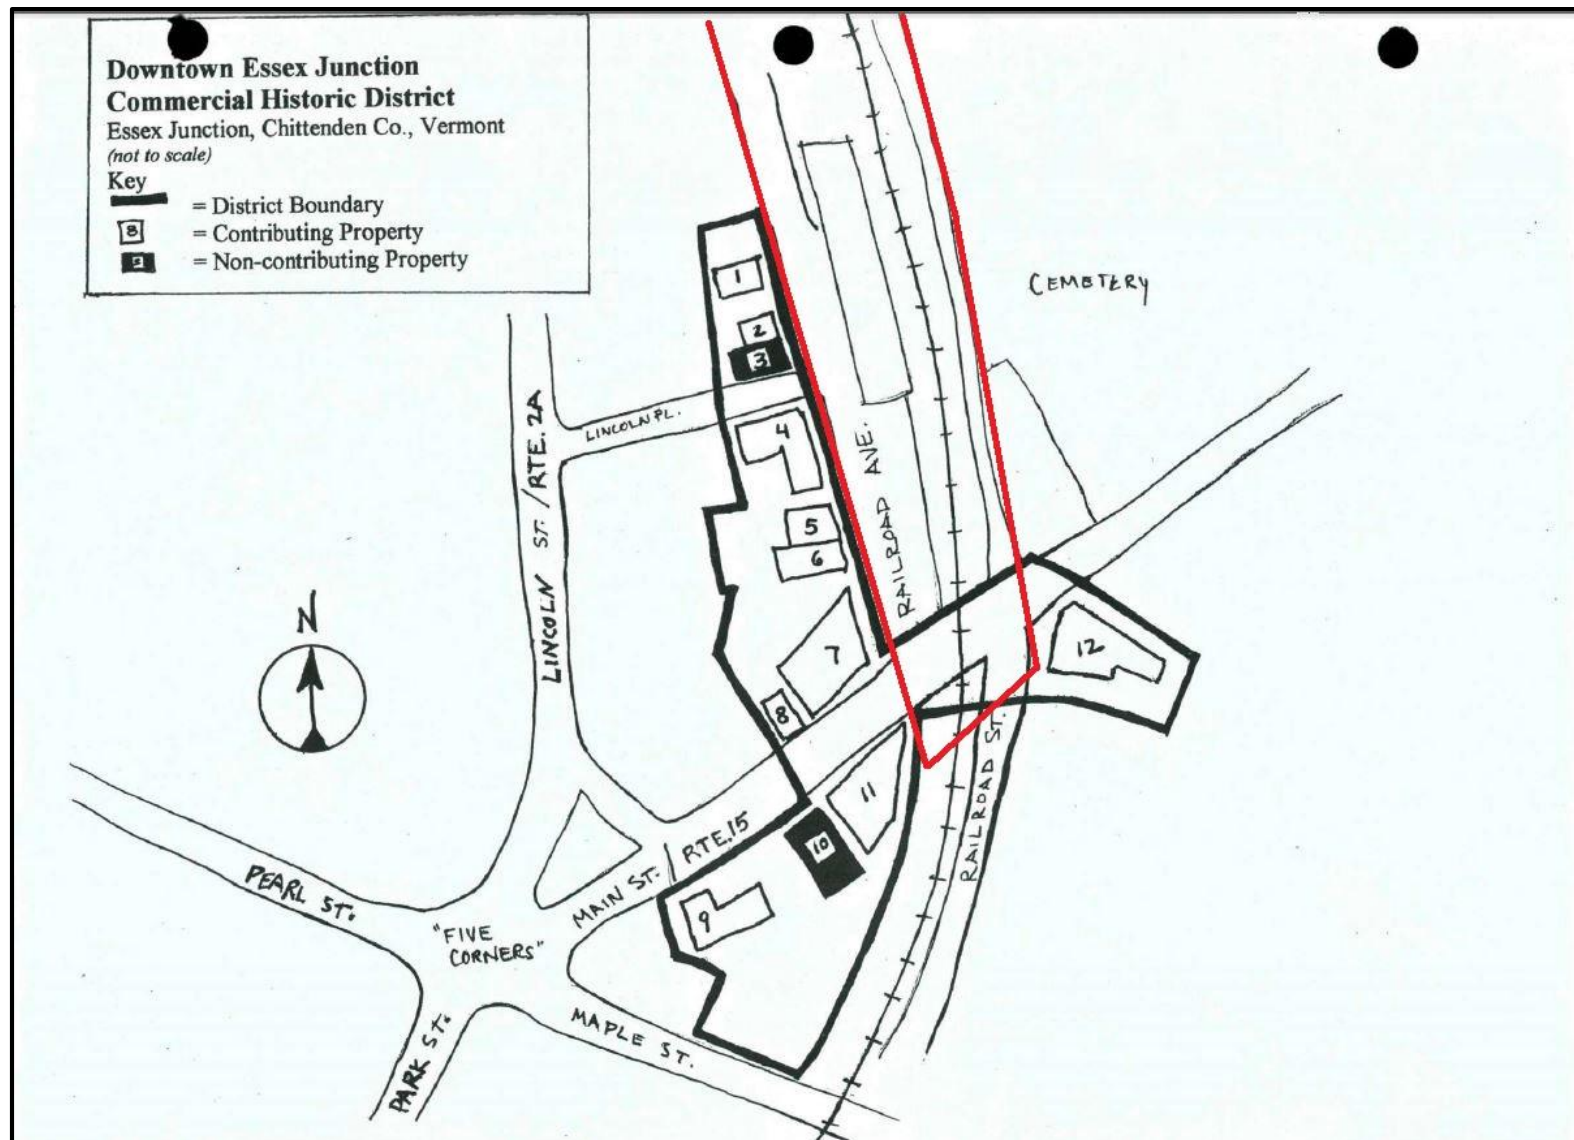 Downtown Essex Junction
Commercial Historic District
Essex Junction, Chittenden Co., Vermont
(not to scale)
Key
= District Boundary
8 = Contributing Property
= Non-contributing Property
CEMETERY
1
2
3
LINCOLN PL.
4
5
6
7
8
12
LINCOLN ST. / RTE. 2A
RAILROAD AVE.
N
RAILROAD ST.
11
10
9
MAIN ST. RTE. 15
PEARL ST.
"FIVE
CORNERS"
MAPLE ST.
PARK ST.